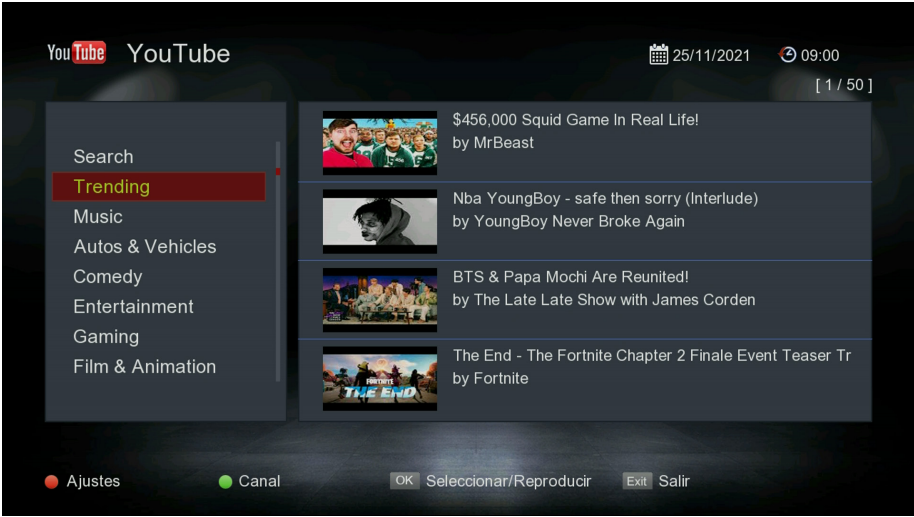 YouTube YouTube
25/11/2021 09:00
[ 1 / 50 ]
Search
Trending
Music
Autos & Vehicles
Comedy
Entertainment
Gaming
Film & Animation
$456,000 Squid Game In Real Life!
by MrBeast
Nba YoungBoy - safe then sorry (Interlude)
by YoungBoy Never Broke Again
BTS & Papa Mochi Are Reunited!
by The Late Late Show with James Corden
The End - The Fortnite Chapter 2 Finale Event Teaser Tr
by Fortnite
FORTNITE
THE END
Ajustes Canal OK Seleccionar/Reproducir Exit Salir